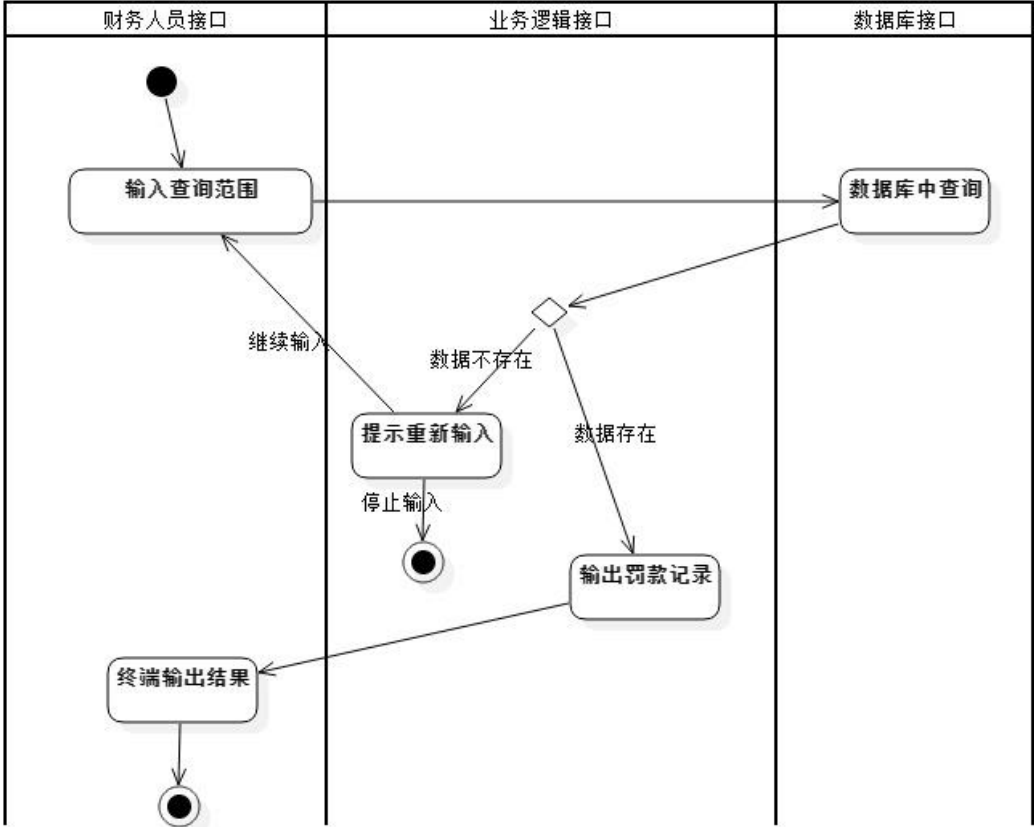 财务人员接口
业务逻辑接口
数据库接口
输入查询范围
数据库中查询
继续输入
数据不存在
提示重新输入
数据存在
停止输入
输出罚款记录
终端输出结果